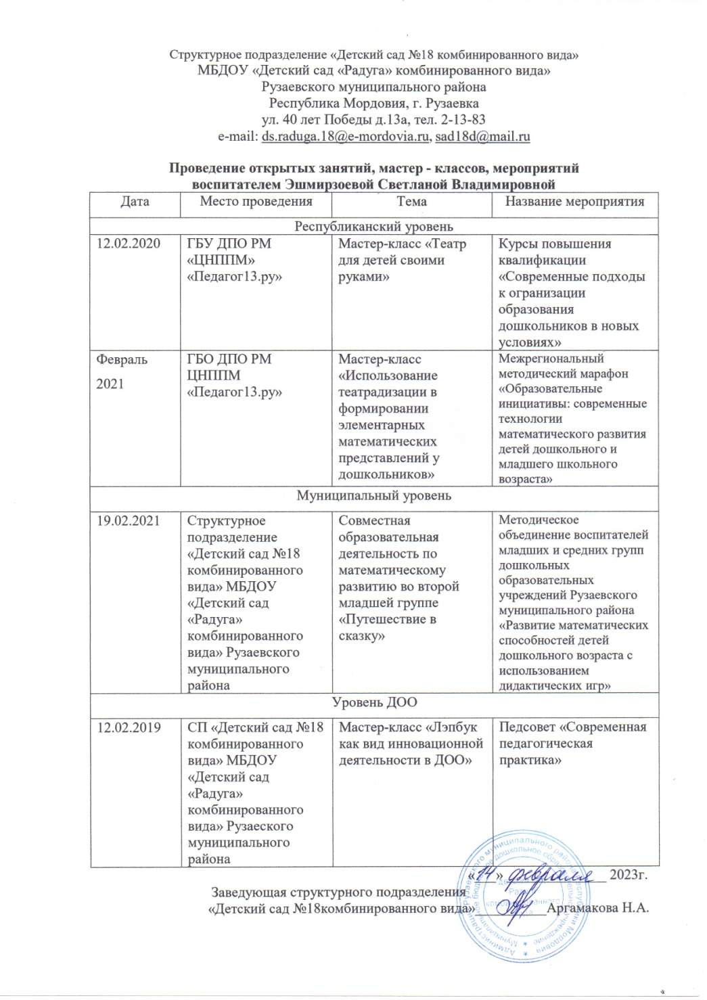 Структурное подразделение «Детский сад №18 комбинированного вида»
МБДОУ «Детский сад «Радуга» комбинированного вида»
Рузаевского муниципального района
Республика Мордовия, г. Рузаевка
ул. 40 лет Победы д.13а, тел. 2-13-83
e-mail: ds.raduga.18@e-mordovia.ru, sad18d@mail.ru
Проведение открытых занятий, мастер - классов, мероприятий
воспитателем Эшмирзоевой Светланой Владимировной
Дата
Место проведения
Тема
Название мероприятия
Республиканский уровень
12.02.2020
ГБУ ДПО РМ
«ЦНППМ»
«Педагог13.ру»
Мастер-класс «Театр
для детей своими
руками»
Курсы повышения
квалификации
«Современные подходы
к огранизации
образования
дошкольников в новых
условиях»
Февраль
2021
ГБО ДПО РМ
ЦНППМ
«Педагог13.ру»
Мастер-класс
«Использование
театрадизации в
формировании
элементарных
математических
представлений у
дошкольников»
Межрегиональный
методический марафон
«Образовательные
инициативы: современные
технологии
математического развития
детей дошкольного и
младшего школьного
возраста»
Муниципальный уровень
19.02.2021
Структурное
подразделение
«Детский сад №18
комбинированного
вида» МБДОУ
«Детский сад
«Радуга»
комбинированного
вида» Рузаевского
муниципального
района
Совместная
образовательная
деятельность по
математическому
развитию во второй
младшей группе
«Путешествие в
сказку»
Методическое
объединение воспитателей
младших и средних групп
дошкольных
образовательных
учреждений Рузаевского
муниципального района
«Развитие математических
способностей детей
дошкольного возраста с
использованием
дидактических игр»
Уровень ДОО
12.02.2019
СП «Детский сад №18
комбинированного
вида» МБДОУ
«Детский сад
«Радуга»
комбинированного
вида» Рузаеского
муниципального
района
Мастер-класс «Лэпбук
как вид инновационной
деятельности в ДОО»
Педсовет «Современная
педагогическая
практика»
«14» февраля 2023г.
Заведующая структурного подразделения
«Детский сад №18комбинированного вида»____________Аргамакова Н.А.